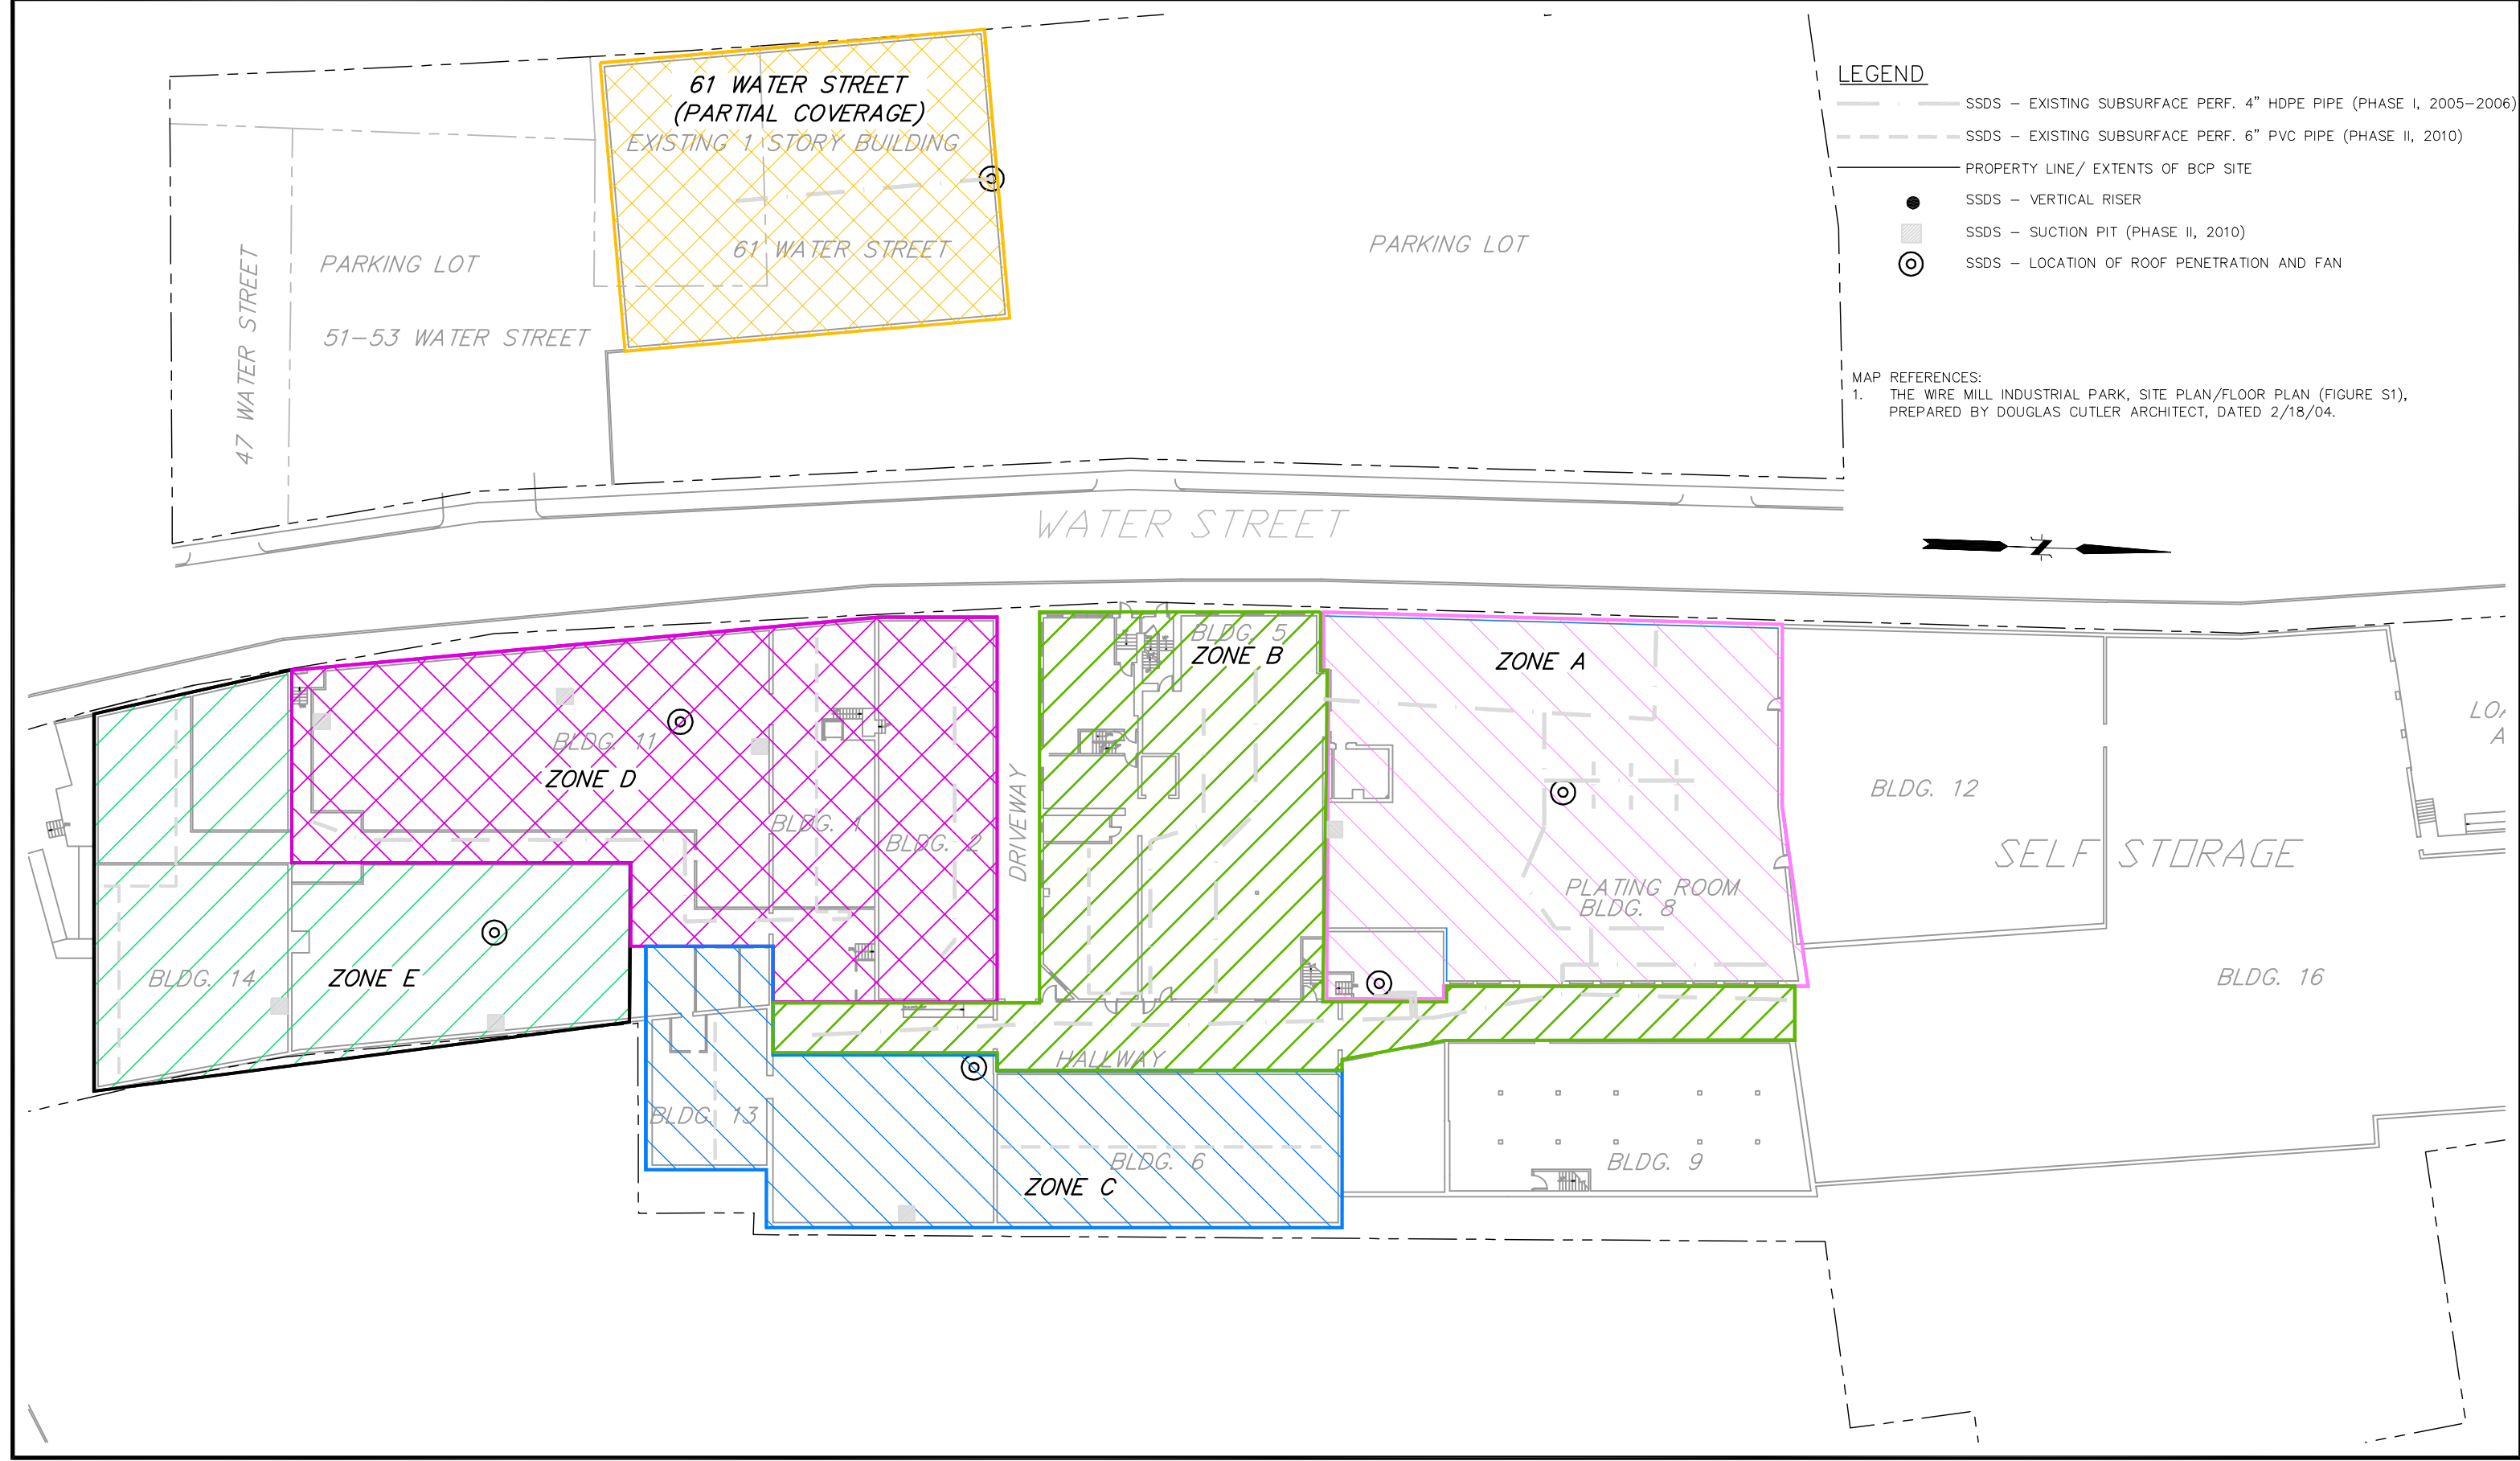 61 WATER STREET
(PARTIAL COVERAGE)
EXISTING 1 STORY BUILDING
61 WATER STREET
PARKING LOT
51-53 WATER STREET
47 WATER STREET
PARKING LOT
LEGEND
SSDS - EXISTING SUBSURFACE PERF. 4" HDPE PIPE (PHASE I, 2005-2006)
SSDS - EXISTING SUBSURFACE PERF. 6" PVC PIPE (PHASE II, 2010)
PROPERTY LINE/ EXTENTS OF BCP SITE
SSDS - VERTICAL RISER
SSDS - SUCTION PIT (PHASE II, 2010)
SSDS - LOCATION OF ROOF PENETRATION AND FAN
MAP REFERENCES:
1. THE WIRE MILL INDUSTRIAL PARK, SITE PLAN/FLOOR PLAN (FIGURE S1),
PREPARED BY DOUGLAS CUTLER ARCHITECT, DATED 2/18/04.
WATER STREET
Z
BLDG. 5
ZONE B
ZONE A
BLDG. 11
ZONE D
BLDG. 1
BLDG. 2
DRIVEWAY
PLATING ROOM
BLDG. 8
BLDG. 12
SELF STORAGE
BLDG. 16
BLDG. 14
ZONE E
HALLWAY
BLDG. 13
BLDG. 6
ZONE C
BLDG. 9